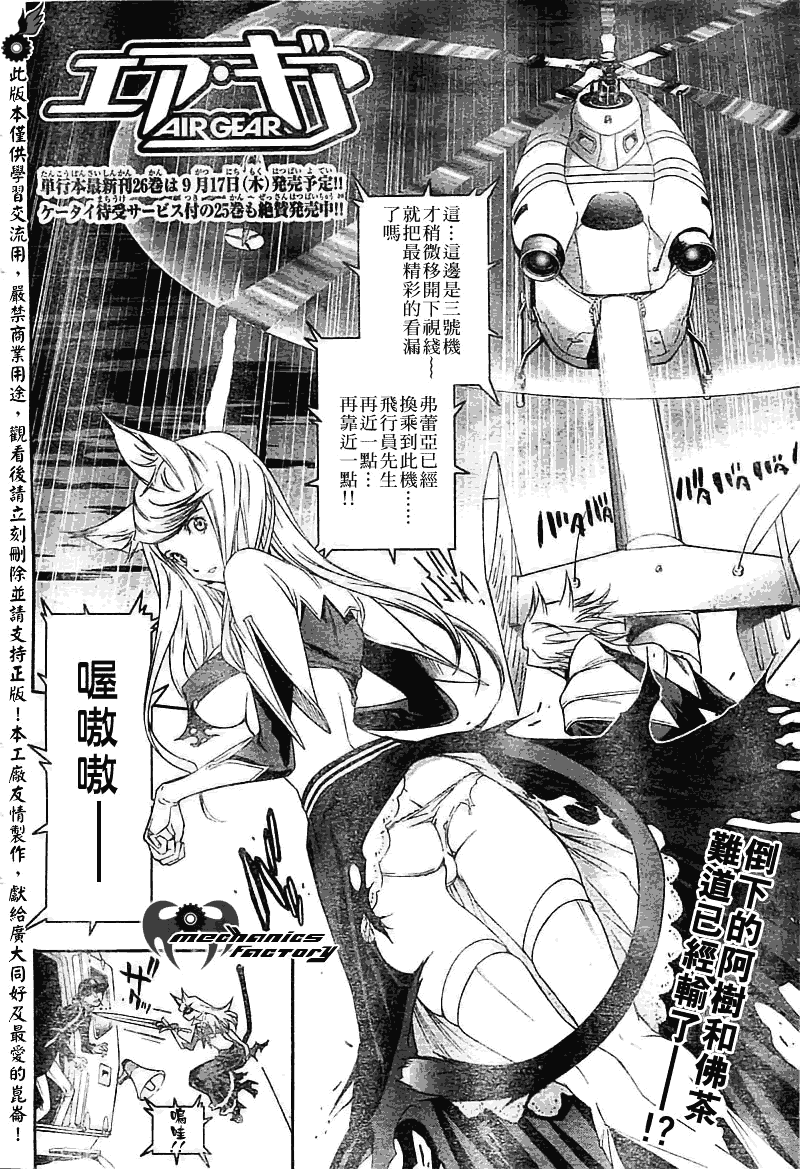 エア・ギア
AIR GEAR
単行本最新刊26巻は9月17日(木)発売予定!!
ケータイ待受サービス付の25巻も絶賛発売中!!
這…這邊是三號機
才稍微移開下視綫~
就把最精彩的看漏
了嗎
弗蕾亞已經
換乘到此機……
飛行員先生
再近一點…
再靠近一點!!
バババ
バババ
喔嗷嗷——
倒下的阿樹和佛茶
難道已經輸了——!?
mechanics
factory
嗚哇!!
此版本僅供學習交流用，嚴禁商業用途，觀看後請立刻刪除並請支持正版！本工廠友情製作，獻給廣大同好及最愛的崑崙！